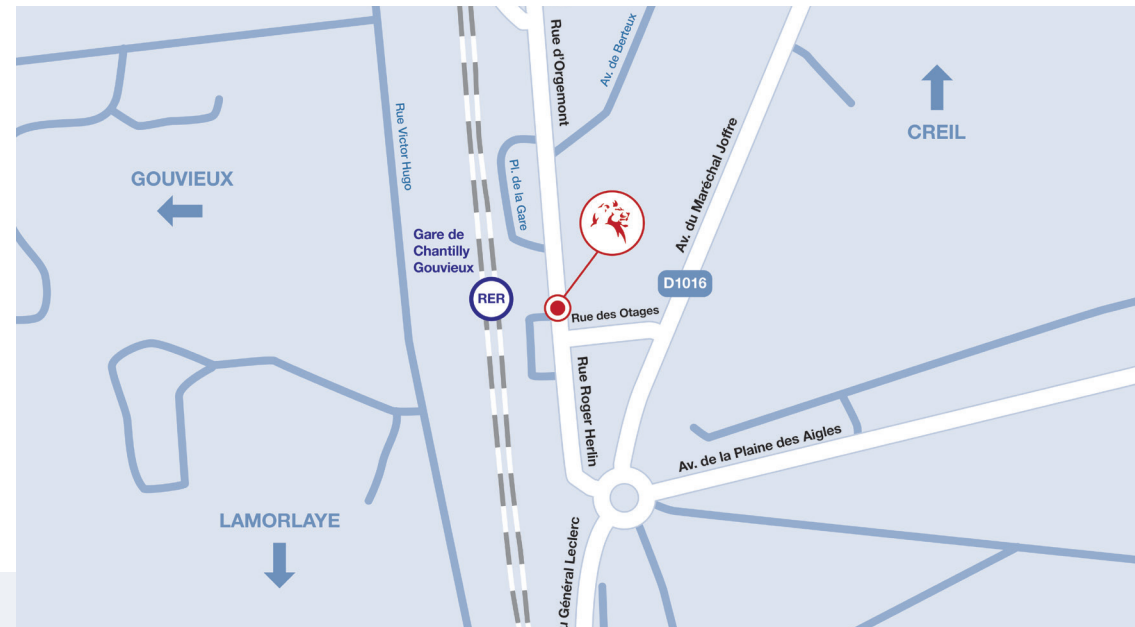 Rue d'Orgemont
Av. de Berteux
Rue Victor Hugo
CREIL
Av. du Maréchal Joffre
GOUVIEUX
Pl. de la Gare
Gare de
Chantilly
Gouvieux
RER
D1016
Rue des Otages
Rue Roger Herlin
Av. de la Plaine des Aigles
LAMORLAYE
Général Leclerc